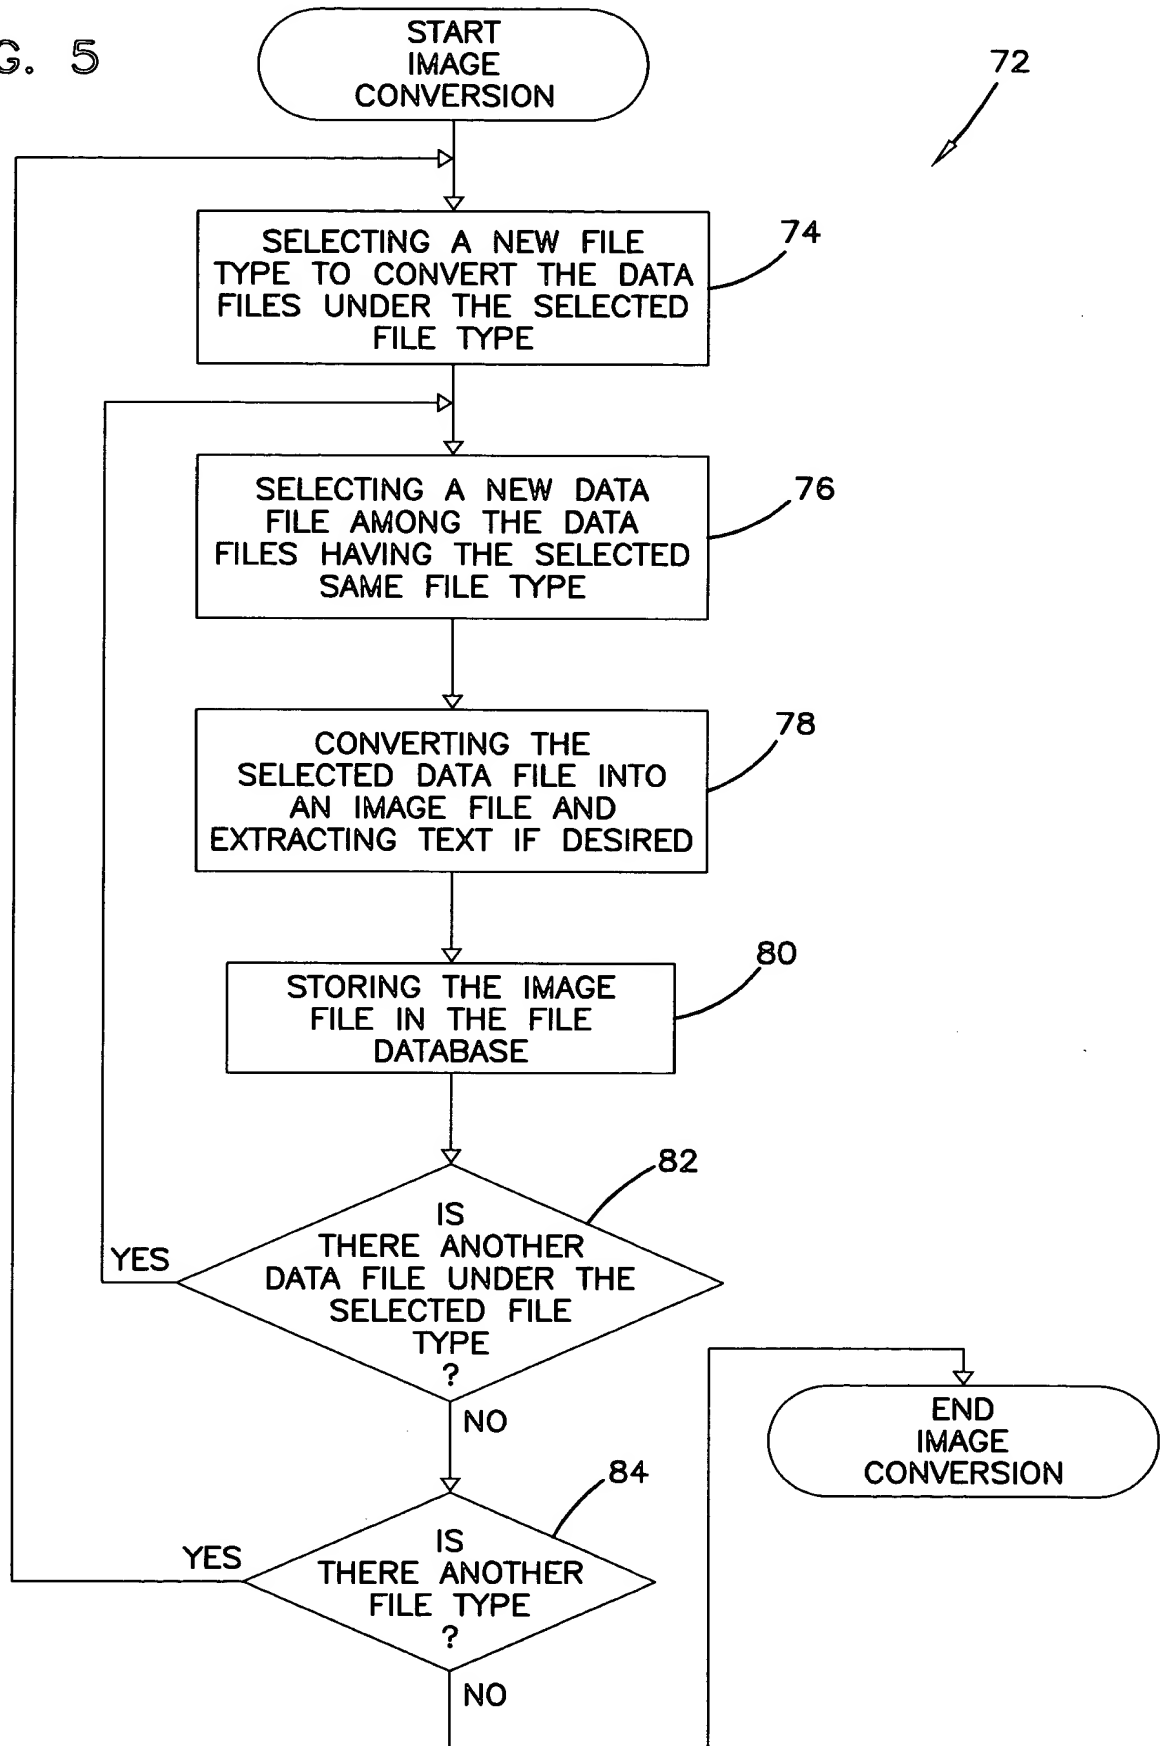 G. 5
START
IMAGE
CONVERSION
72
SELECTING A NEW FILE
TYPE TO CONVERT THE DATA
FILES UNDER THE SELECTED
FILE TYPE
74
SELECTING A NEW DATA
FILE AMONG THE DATA
FILES HAVING THE SELECTED
SAME FILE TYPE
76
CONVERTING THE
SELECTED DATA FILE INTO
AN IMAGE FILE AND
EXTRACTING TEXT IF DESIRED
78
STORING THE IMAGE
FILE IN THE FILE
DATABASE
80
IS
THERE ANOTHER
DATA FILE UNDER THE
SELECTED FILE
TYPE
?
82
YES
NO
IS
THERE ANOTHER
FILE TYPE
?
84
YES
NO
END
IMAGE
CONVERSION